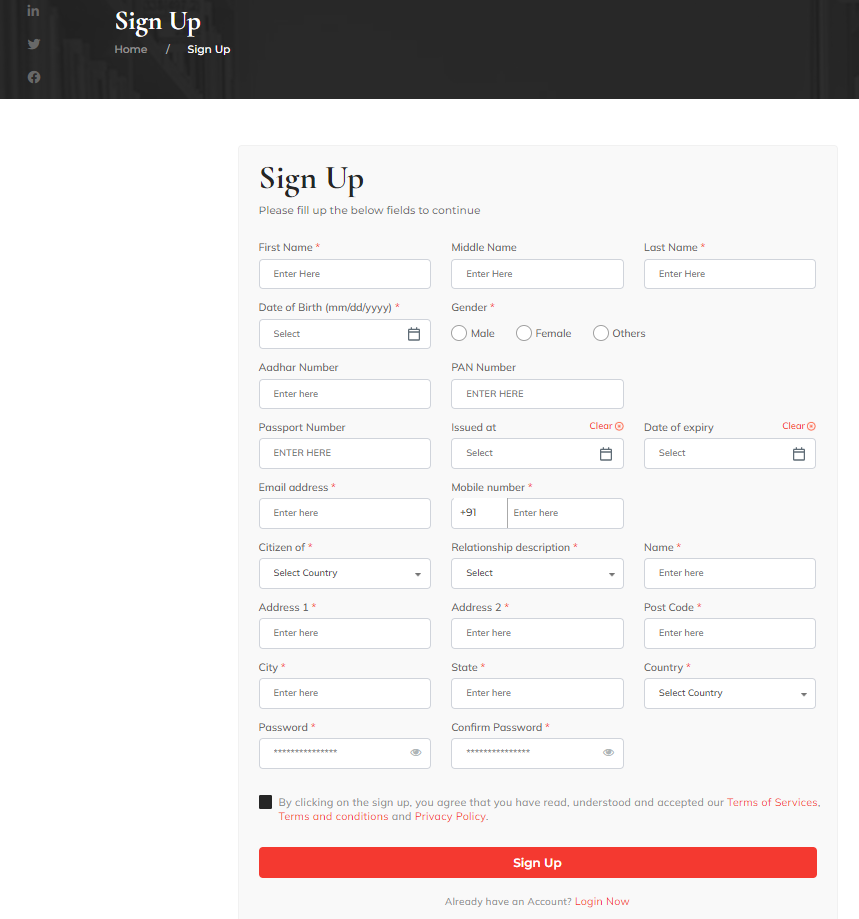 Sign Up
Home / Sign Up
Sign Up
Please fill up the below fields to continue
First Name * Middle Name Last Name *
Enter Here Enter Here Enter Here
Date of Birth (mm/dd/yyyy) * Gender *
Select Male Female Others
Aadhar Number PAN Number
Enter here ENTER HERE
Passport Number Issued at Clear Date of expiry Clear
ENTER HERE Select Select
Email address * Mobile number *
Enter here +91 Enter here
Citizen of * Relationship description * Name *
Select Country Select Enter here
Address 1 * Address 2 * Post Code *
Enter here Enter here Enter here
City * State * Country *
Enter here Enter here Select Country
Password * Confirm Password *
*************** ***************
By clicking on the sign up, you agree that you have read, understood and accepted our Terms of Services,
Terms and conditions and Privacy Policy.
Sign Up
Already have an Account? Login Now